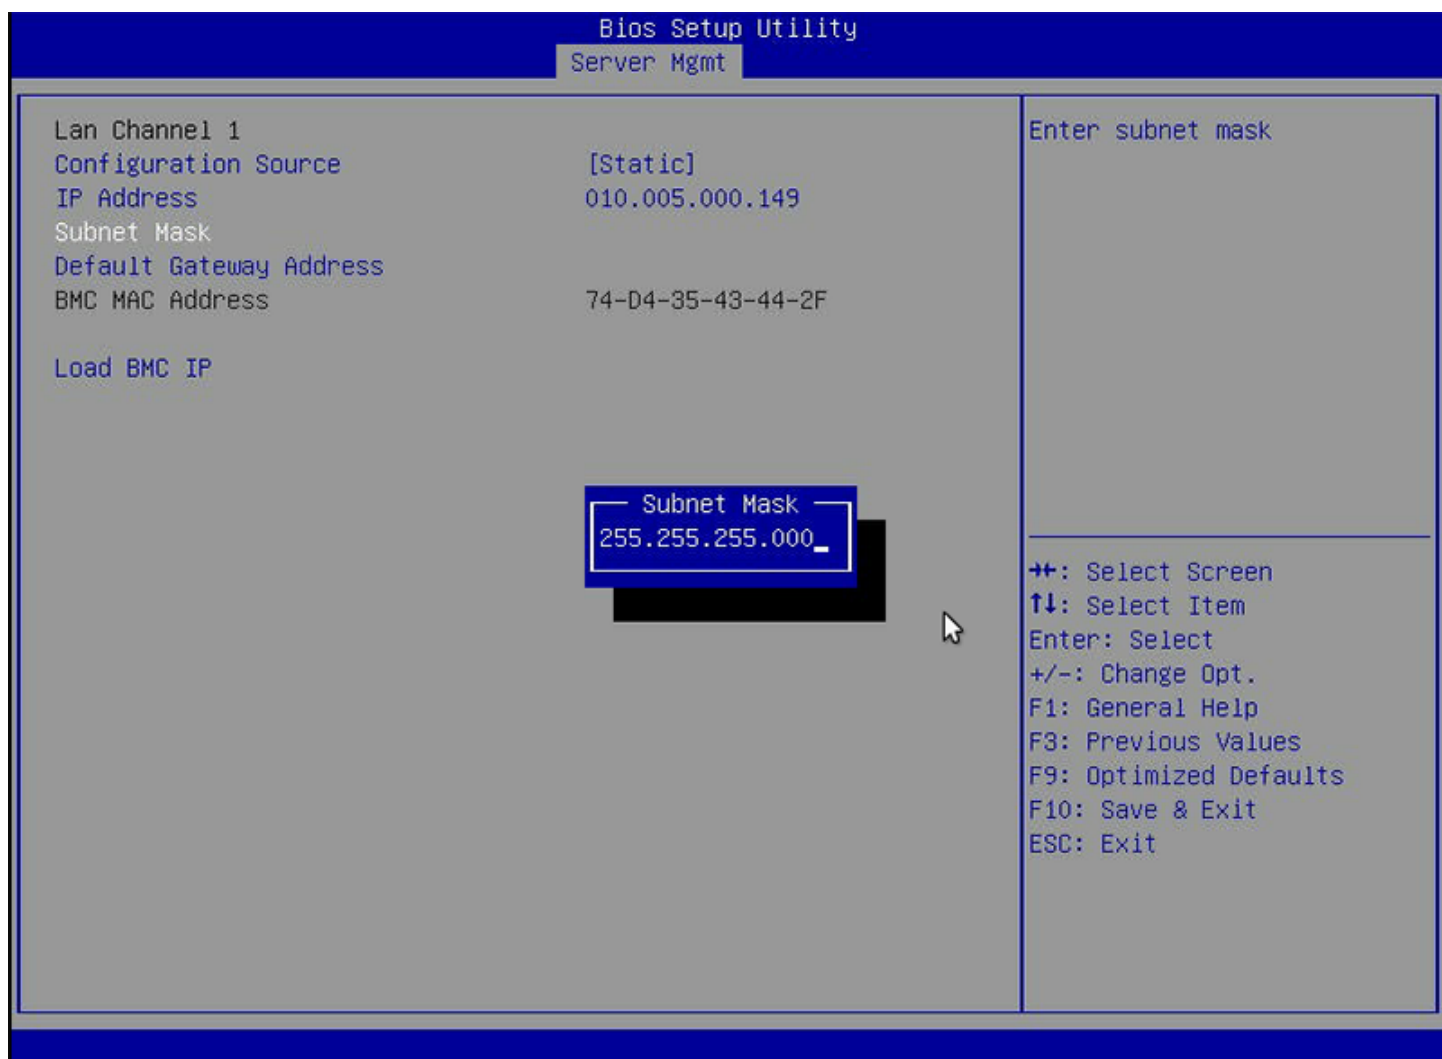 Bios Setup Utility
Server Mgmt
Lan Channel 1
Configuration Source [Static]
IP Address 010.005.000.149
Subnet Mask
Default Gateway Address
BMC MAC Address 74-D4-35-43-44-2F
Load BMC IP
Subnet Mask
255.255.255.000_
Enter subnet mask
→←: Select Screen
↑↓: Select Item
Enter: Select
+/-: Change Opt.
F1: General Help
F3: Previous Values
F9: Optimized Defaults
F10: Save & Exit
ESC: Exit